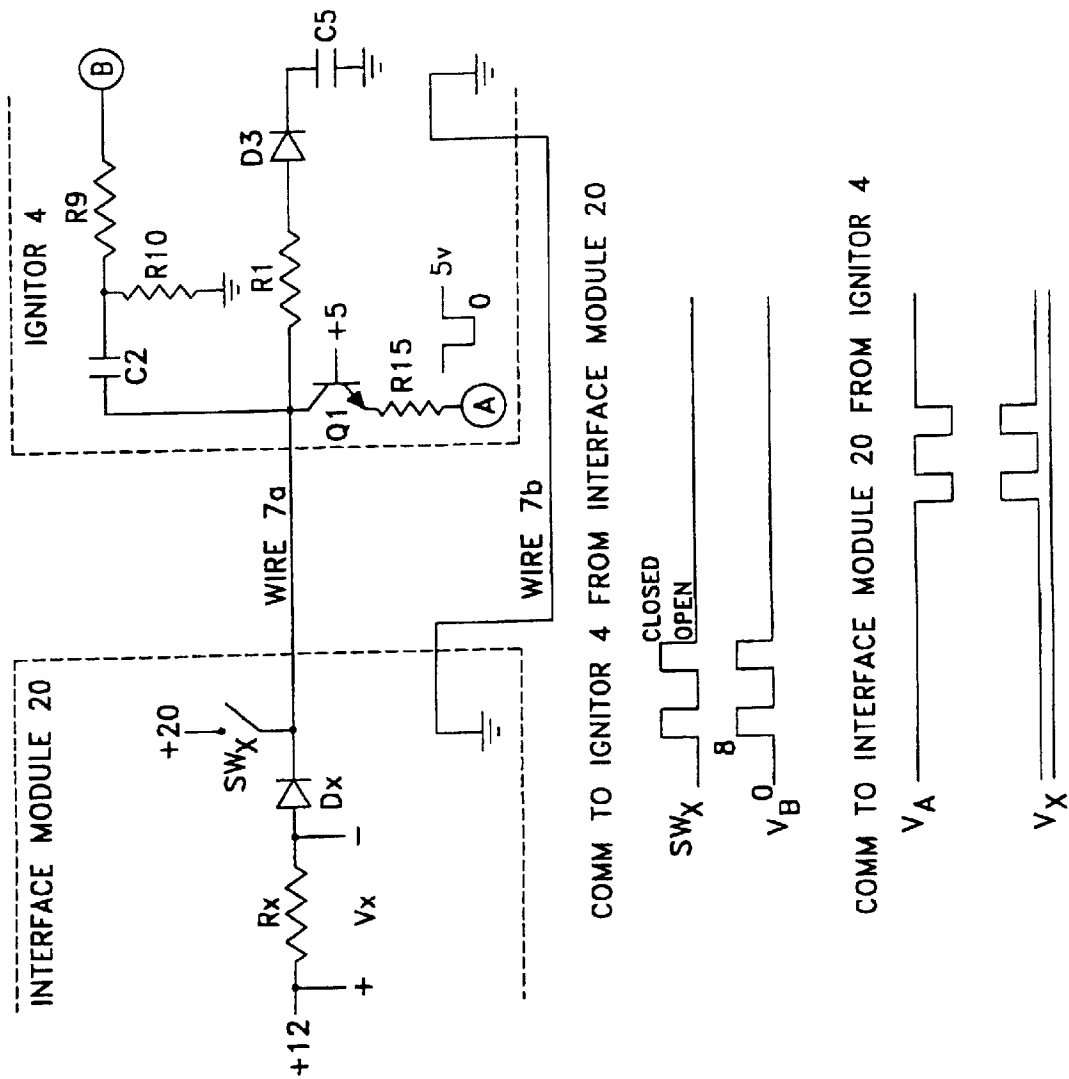 INTERFACE MODULE 20
+12
Rx
+ Vx -
Dx
+20
SWX
WIRE 7a
WIRE 7b
IGNITOR 4
C2
R9
B
R10
R1
D3
C5
Q1
+5
R15
A
5v
0
COMM TO IGNITOR 4 FROM INTERFACE MODULE 20
SWX
CLOSED
OPEN
VB
8
0
COMM TO INTERFACE MODULE 20 FROM IGNITOR 4
VA
VX